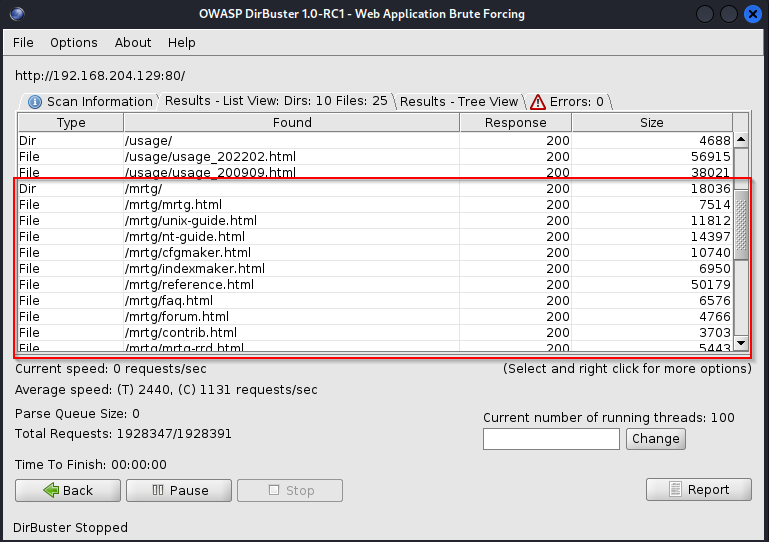 OWASP DirBuster 1.0-RC1 - Web Application Brute Forcing
File Options About Help
http://192.168.204.129:80/
Scan Information Results - List View: Dirs: 10 Files: 25 Results - Tree View Errors: 0
Type Found Response Size
Dir /usage/ 200 4688
File /usage/usage_202202.html 200 56915
File /usage/usage_200909.html 200 38021
Dir /mrtg/ 200 18036
File /mrtg/mrtg.html 200 7514
File /mrtg/unix-guide.html 200 11812
File /mrtg/nt-guide.html 200 14397
File /mrtg/cfgmaker.html 200 10740
File /mrtg/indexmaker.html 200 6950
File /mrtg/reference.html 200 50179
File /mrtg/faq.html 200 6576
File /mrtg/forum.html 200 4766
File /mrtg/contrib.html 200 3703
File /mrtg/mrtg-rrd.html 200 5443
Current speed: 0 requests/sec (Select and right click for more options)
Average speed: (T) 2440, (C) 1131 requests/sec
Parse Queue Size: 0 Current number of running threads: 100
Total Requests: 1928347/1928391 Change
Time To Finish: 00:00:00
Back Pause Stop Report
DirBuster Stopped